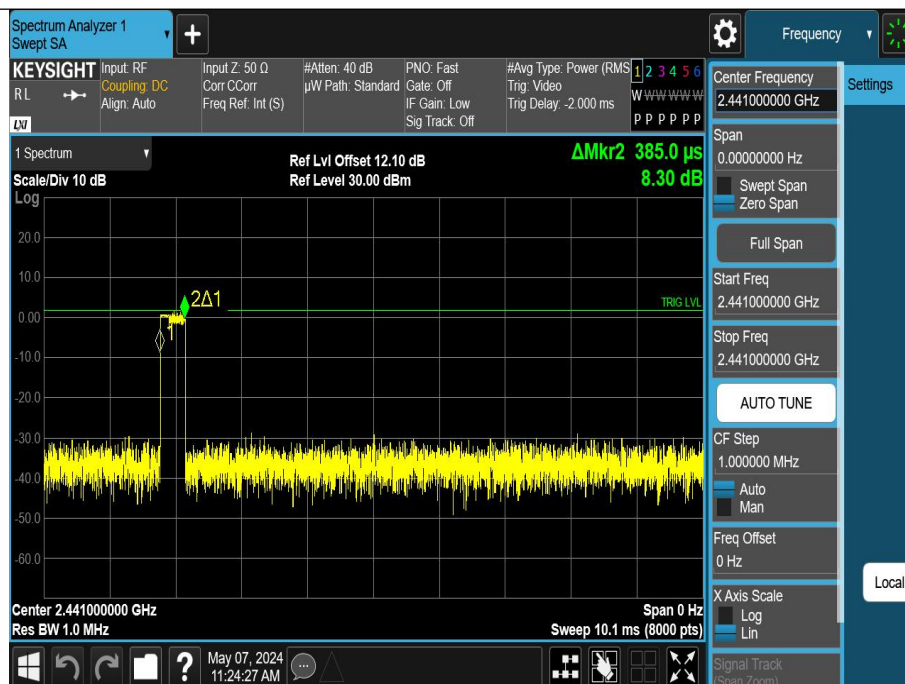 Spectrum Analyzer 1
Swept SA
Frequency
KEYSIGHT
RL
LXI
Input: RF
Coupling: DC
Align: Auto
Input Z: 50 Ω
Corr CCorr
Freq Ref: Int (S)
#Atten: 40 dB
µW Path: Standard
PNO: Fast
Gate: Off
IF Gain: Low
Sig Track: Off
#Avg Type: Power (RMS
Trig: Video
Trig Delay: -2.000 ms
1 2 3 4 5 6
W W W W W W
P P P P P P
1 Spectrum
Scale/Div 10 dB
Log
Ref Lvl Offset 12.10 dB
Ref Level 30.00 dBm
ΔMkr2 385.0 µs
8.30 dB
20.0
10.0
0.00
-10.0
-20.0
-30.0
-40.0
-50.0
-60.0
2Δ1
TRIG LVL
Center 2.441000000 GHz
Res BW 1.0 MHz
Span 0 Hz
Sweep 10.1 ms (8000 pts)
Center Frequency
2.441000000 GHz
Span
0.00000000 Hz
Swept Span
Zero Span
Full Span
Start Freq
2.441000000 GHz
Stop Freq
2.441000000 GHz
AUTO TUNE
CF Step
1.000000 MHz
Auto
Man
Freq Offset
0 Hz
X Axis Scale
Log
Lin
Signal Track
(Span Zoom)
Settings
Local
?
May 07, 2024
11:24:27 AM